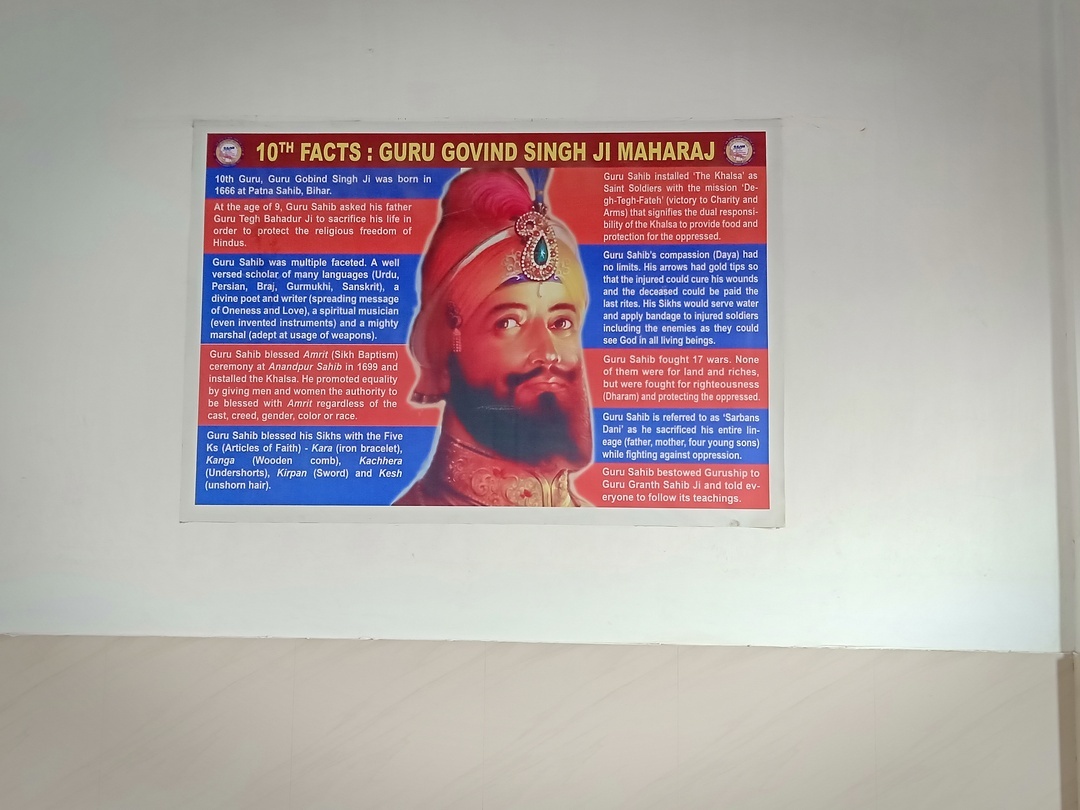 10TH FACTS : GURU GOVIND SINGH JI MAHARAJ
10th Guru, Guru Gobind Singh Ji was born in
1666 at Patna Sahib, Bihar.
At the age of 9, Guru Sahib asked his father
Guru Tegh Bahadur Ji to sacrifice his life in
order to protect the religious freedom of
Hindus.
Guru Sahib was multiple faceted. A well
versed scholar of many languages (Urdu,
Persian, Braj, Gurmukhi, Sanskrit), a
divine poet and writer (spreading message
of Oneness and Love), a spiritual musician
(even invented instruments) and a mighty
marshal (adept at usage of weapons).
Guru Sahib blessed Amrit (Sikh Baptism)
ceremony at Anandpur Sahib in 1699 and
installed the Khalsa. He promoted equality
by giving men and women the authority to
be blessed with Amrit regardless of the
cast, creed, gender, color or race.
Guru Sahib blessed his Sikhs with the Five
Ks (Articles of Faith) - Kara (iron bracelet),
Kanga (Wooden comb), Kachhera
(Undershorts), Kirpan (Sword) and Kesh
(unshorn hair).
Guru Sahib installed 'The Khalsa' as
Saint Soldiers with the mission 'De-
gh-Tegh-Fateh' (victory to Charity and
Arms) that signifies the dual responsi-
bility of the Khalsa to provide food and
protection for the oppressed.
Guru Sahib's compassion (Daya) had
no limits. His arrows had gold tips so
that the injured could cure his wounds
and the deceased could be paid the
last rites. His Sikhs would serve water
and apply bandage to injured soldiers
including the enemies as they could
see God in all living beings.
Guru Sahib fought 17 wars. None
of them were for land and riches,
but were fought for righteousness
(Dharam) and protecting the oppressed.
Guru Sahib is referred to as 'Sarbans
Dani' as he sacrificed his entire lin-
eage (father, mother, four young sons)
while fighting against oppression.
Guru Sahib bestowed Guruship to
Guru Granth Sahib Ji and told ev-
eryone to follow its teachings.